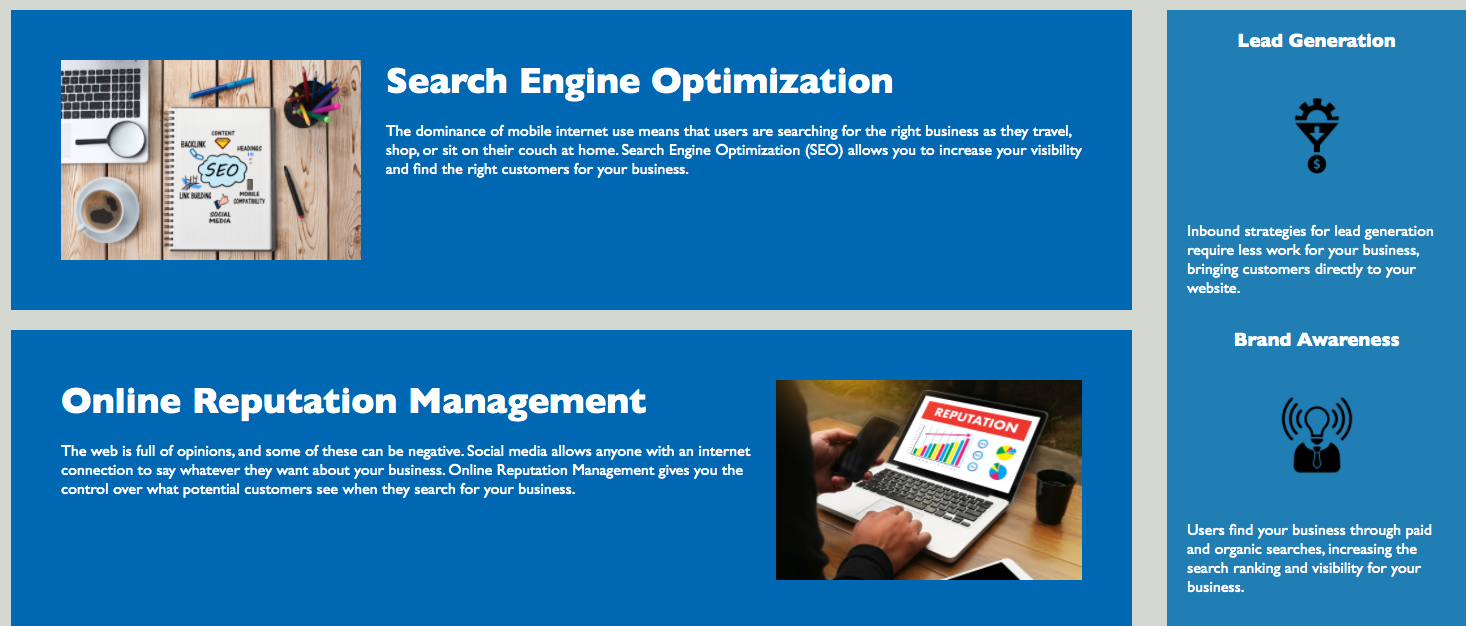 Search Engine Optimization
The dominance of mobile internet use means that users are searching for the right business as they travel,
shop, or sit on their couch at home. Search Engine Optimization (SEO) allows you to increase your visibility
and find the right customers for your business.
CONTENT
BACKLINK
HEADINGS
SEO
LINK BUILDING
MOBILE
COMPATIBILITY
SOCIAL
MEDIA
Online Reputation Management
The web is full of opinions, and some of these can be negative. Social media allows anyone with an internet
connection to say whatever they want about your business. Online Reputation Management gives you the
control over what potential customers see when they search for your business.
REPUTATION
Lead Generation
$
Inbound strategies for lead generation
require less work for your business,
bringing customers directly to your
website.
Brand Awareness
Users find your business through paid
and organic searches, increasing the
search ranking and visibility for your
business.